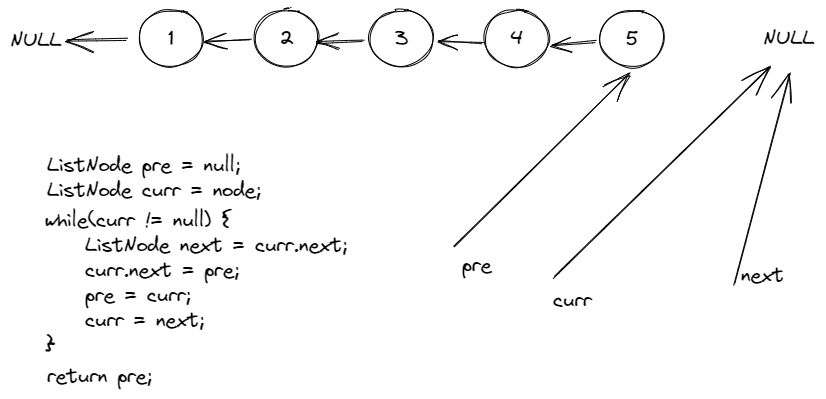 NULL 1 2 3 4 5 NULL
ListNode pre = null;
ListNode curr = node;
while(curr != null) {
ListNode next = curr.next;
curr.next = pre;
pre = curr;
curr = next;
}
return pre;
pre
curr
next